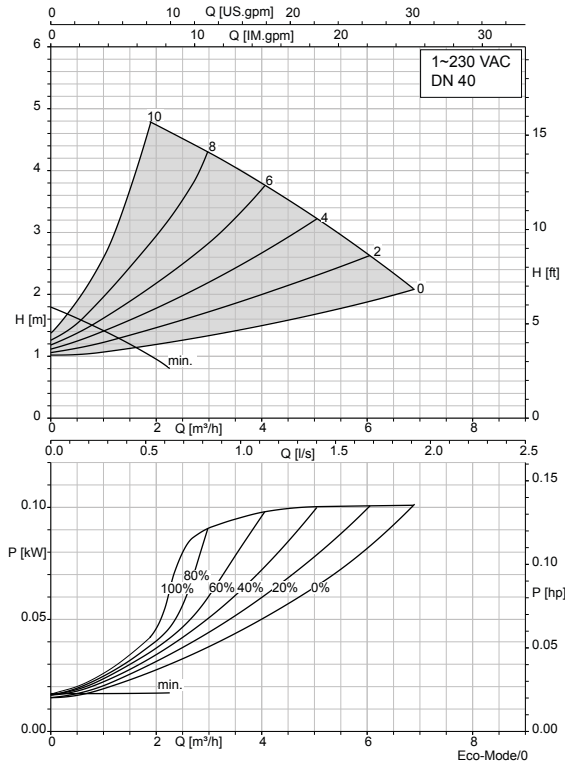 0 10 Q [US.gpm] 20 30
0 10 Q [IM.gpm] 20 30
6
1~230 VAC
DN 40
5
10
15
8
4
6
3
4
10
2
H [ft]
2
0
H [m]
5
1
min.
0
0
0 2 Q [m³/h] 4 6 8
0.0 0.5 1.0 Q [l/s] 1.5 2.0 2.5
0.15
0.10
P [kW]
0.10
80%
100% 60% 40% 20% 0%
P [hp]
0.05
0.05
min.
0.00
0.00
0 2 Q [m³/h] 4 6 8
Eco-Mode/0